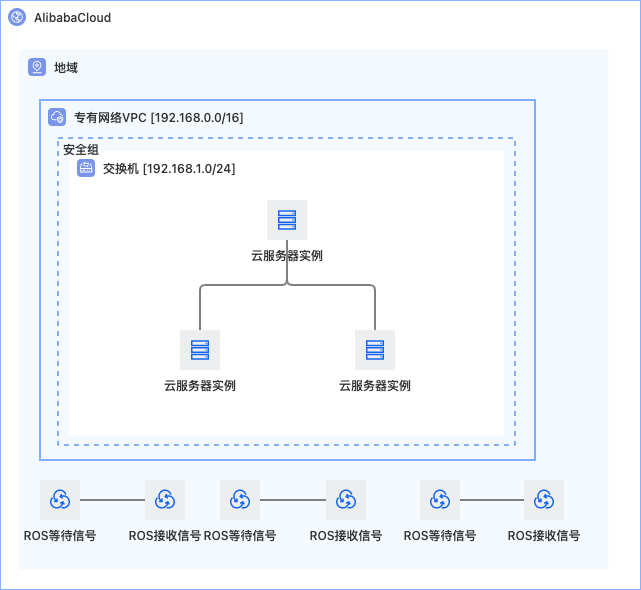 AlibabaCloud
地域
专有网络VPC [192.168.0.0/16]
安全组
交换机 [192.168.1.0/24]
云服务器实例
云服务器实例
云服务器实例
ROS等待信号
ROS接收信号
ROS等待信号
ROS接收信号
ROS等待信号
ROS接收信号